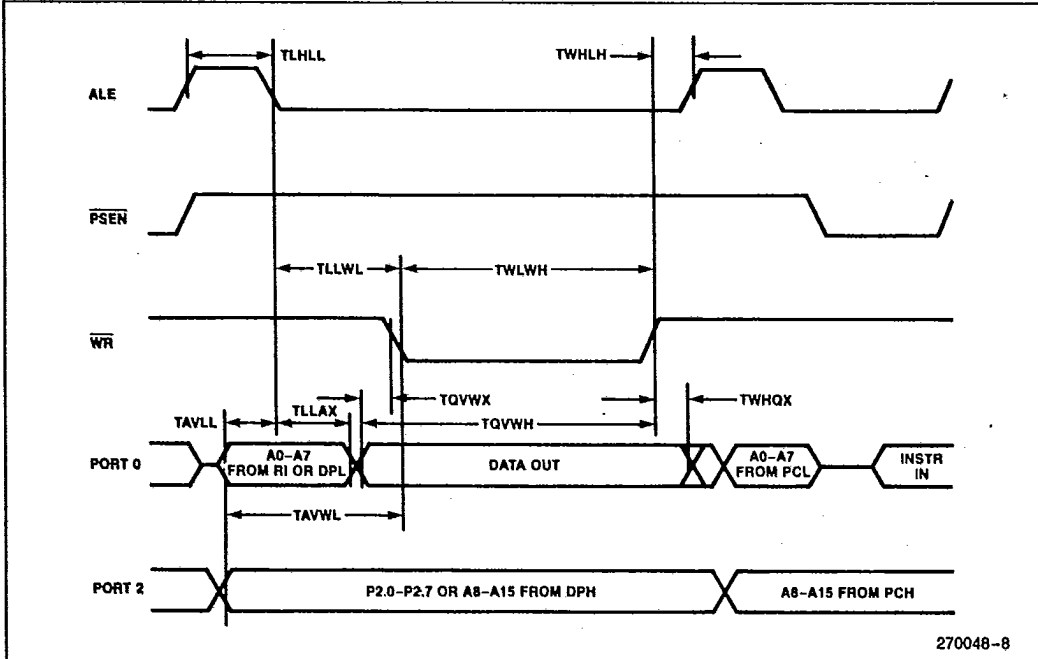 TLHLL
TWHLH
ALE
PSEN
TLLWL
TWLWH
WR
TQVWX
TWHQX
TAVLL
TLLAX
TQVWH
PORT 0
A0–A7
FROM RI OR DPL
DATA OUT
A0–A7
FROM PCL
INSTR
IN
TAVWL
PORT 2
P2.0–P2.7 OR A8–A15 FROM DPH
A8–A15 FROM PCH
270048–8